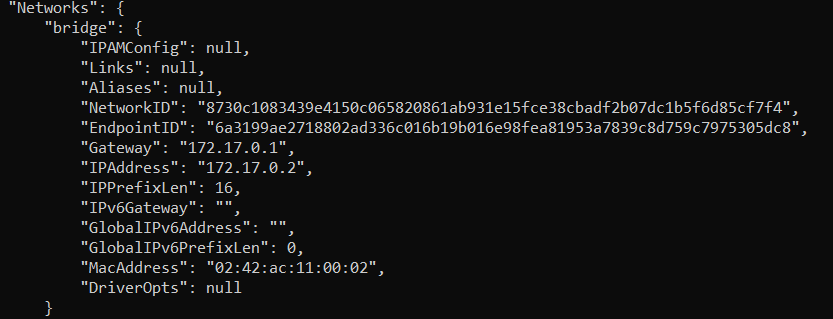 "Networks": {
"bridge": {
"IPAMConfig": null,
"Links": null,
"Aliases": null,
"NetworkID": "8730c1083439e4150c065820861ab931e15fce38cbadf2b07dc1b5f6d85cf7f4",
"EndpointID": "6a3199ae2718802ad336c016b19b016e98fea81953a7839c8d759c7975305dc8",
"Gateway": "172.17.0.1",
"IPAddress": "172.17.0.2",
"IPPrefixLen": 16,
"IPv6Gateway": "",
"GlobalIPv6Address": "",
"GlobalIPv6PrefixLen": 0,
"MacAddress": "02:42:ac:11:00:02",
"DriverOpts": null
}